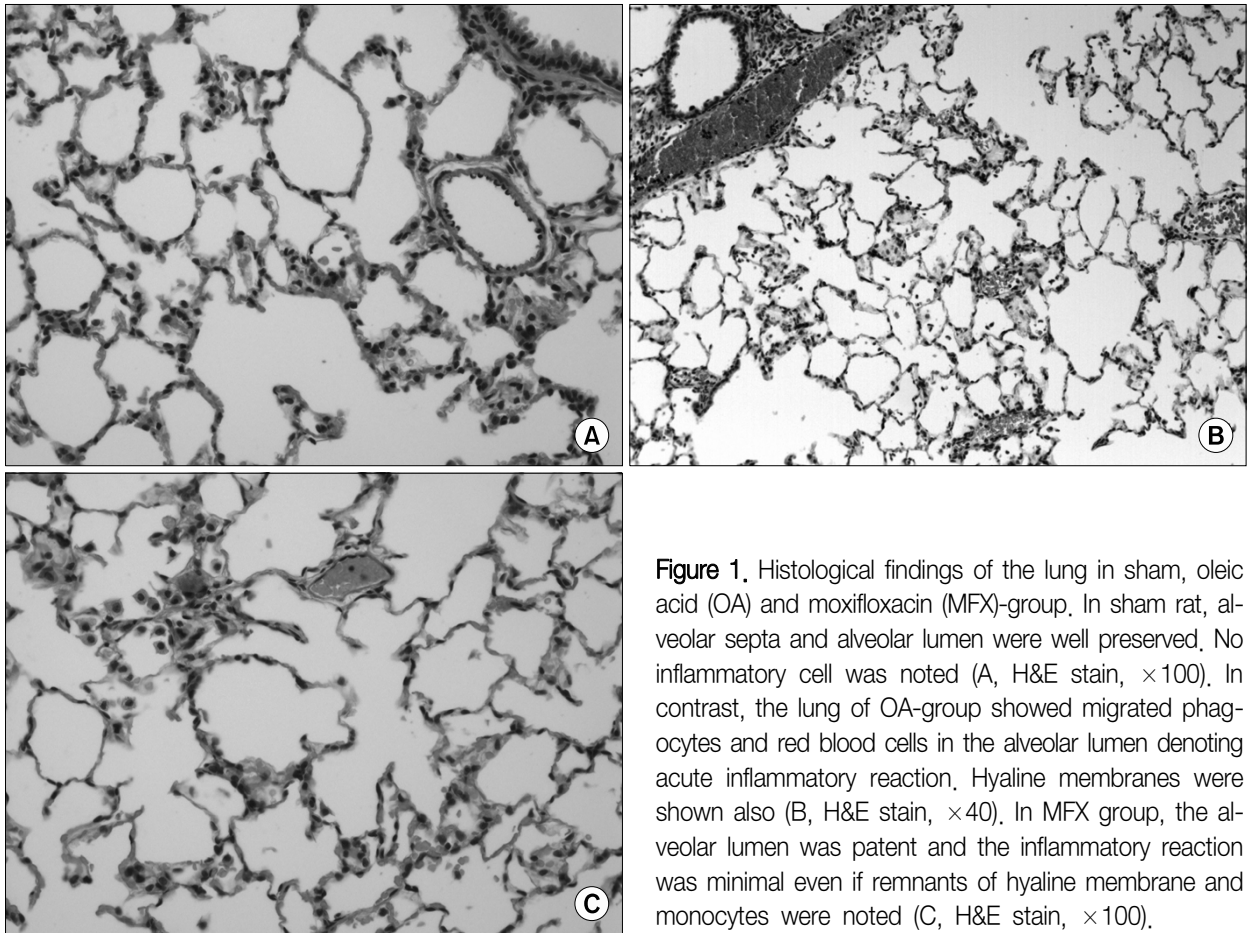 A
B
C
Figure 1. Histological findings of the lung in sham, oleic
acid (OA) and moxifloxacin (MFX)-group. In sham rat, al-
veolar septa and alveolar lumen were well preserved. No
inflammatory cell was noted (A, H&E stain, ×100). In
contrast, the lung of OA-group showed migrated phag-
ocytes and red blood cells in the alveolar lumen denoting
acute inflammatory reaction. Hyaline membranes were
shown also (B, H&E stain, ×40). In MFX group, the al-
veolar lumen was patent and the inflammatory reaction
was minimal even if remnants of hyaline membrane and
monocytes were noted (C, H&E stain, ×100).